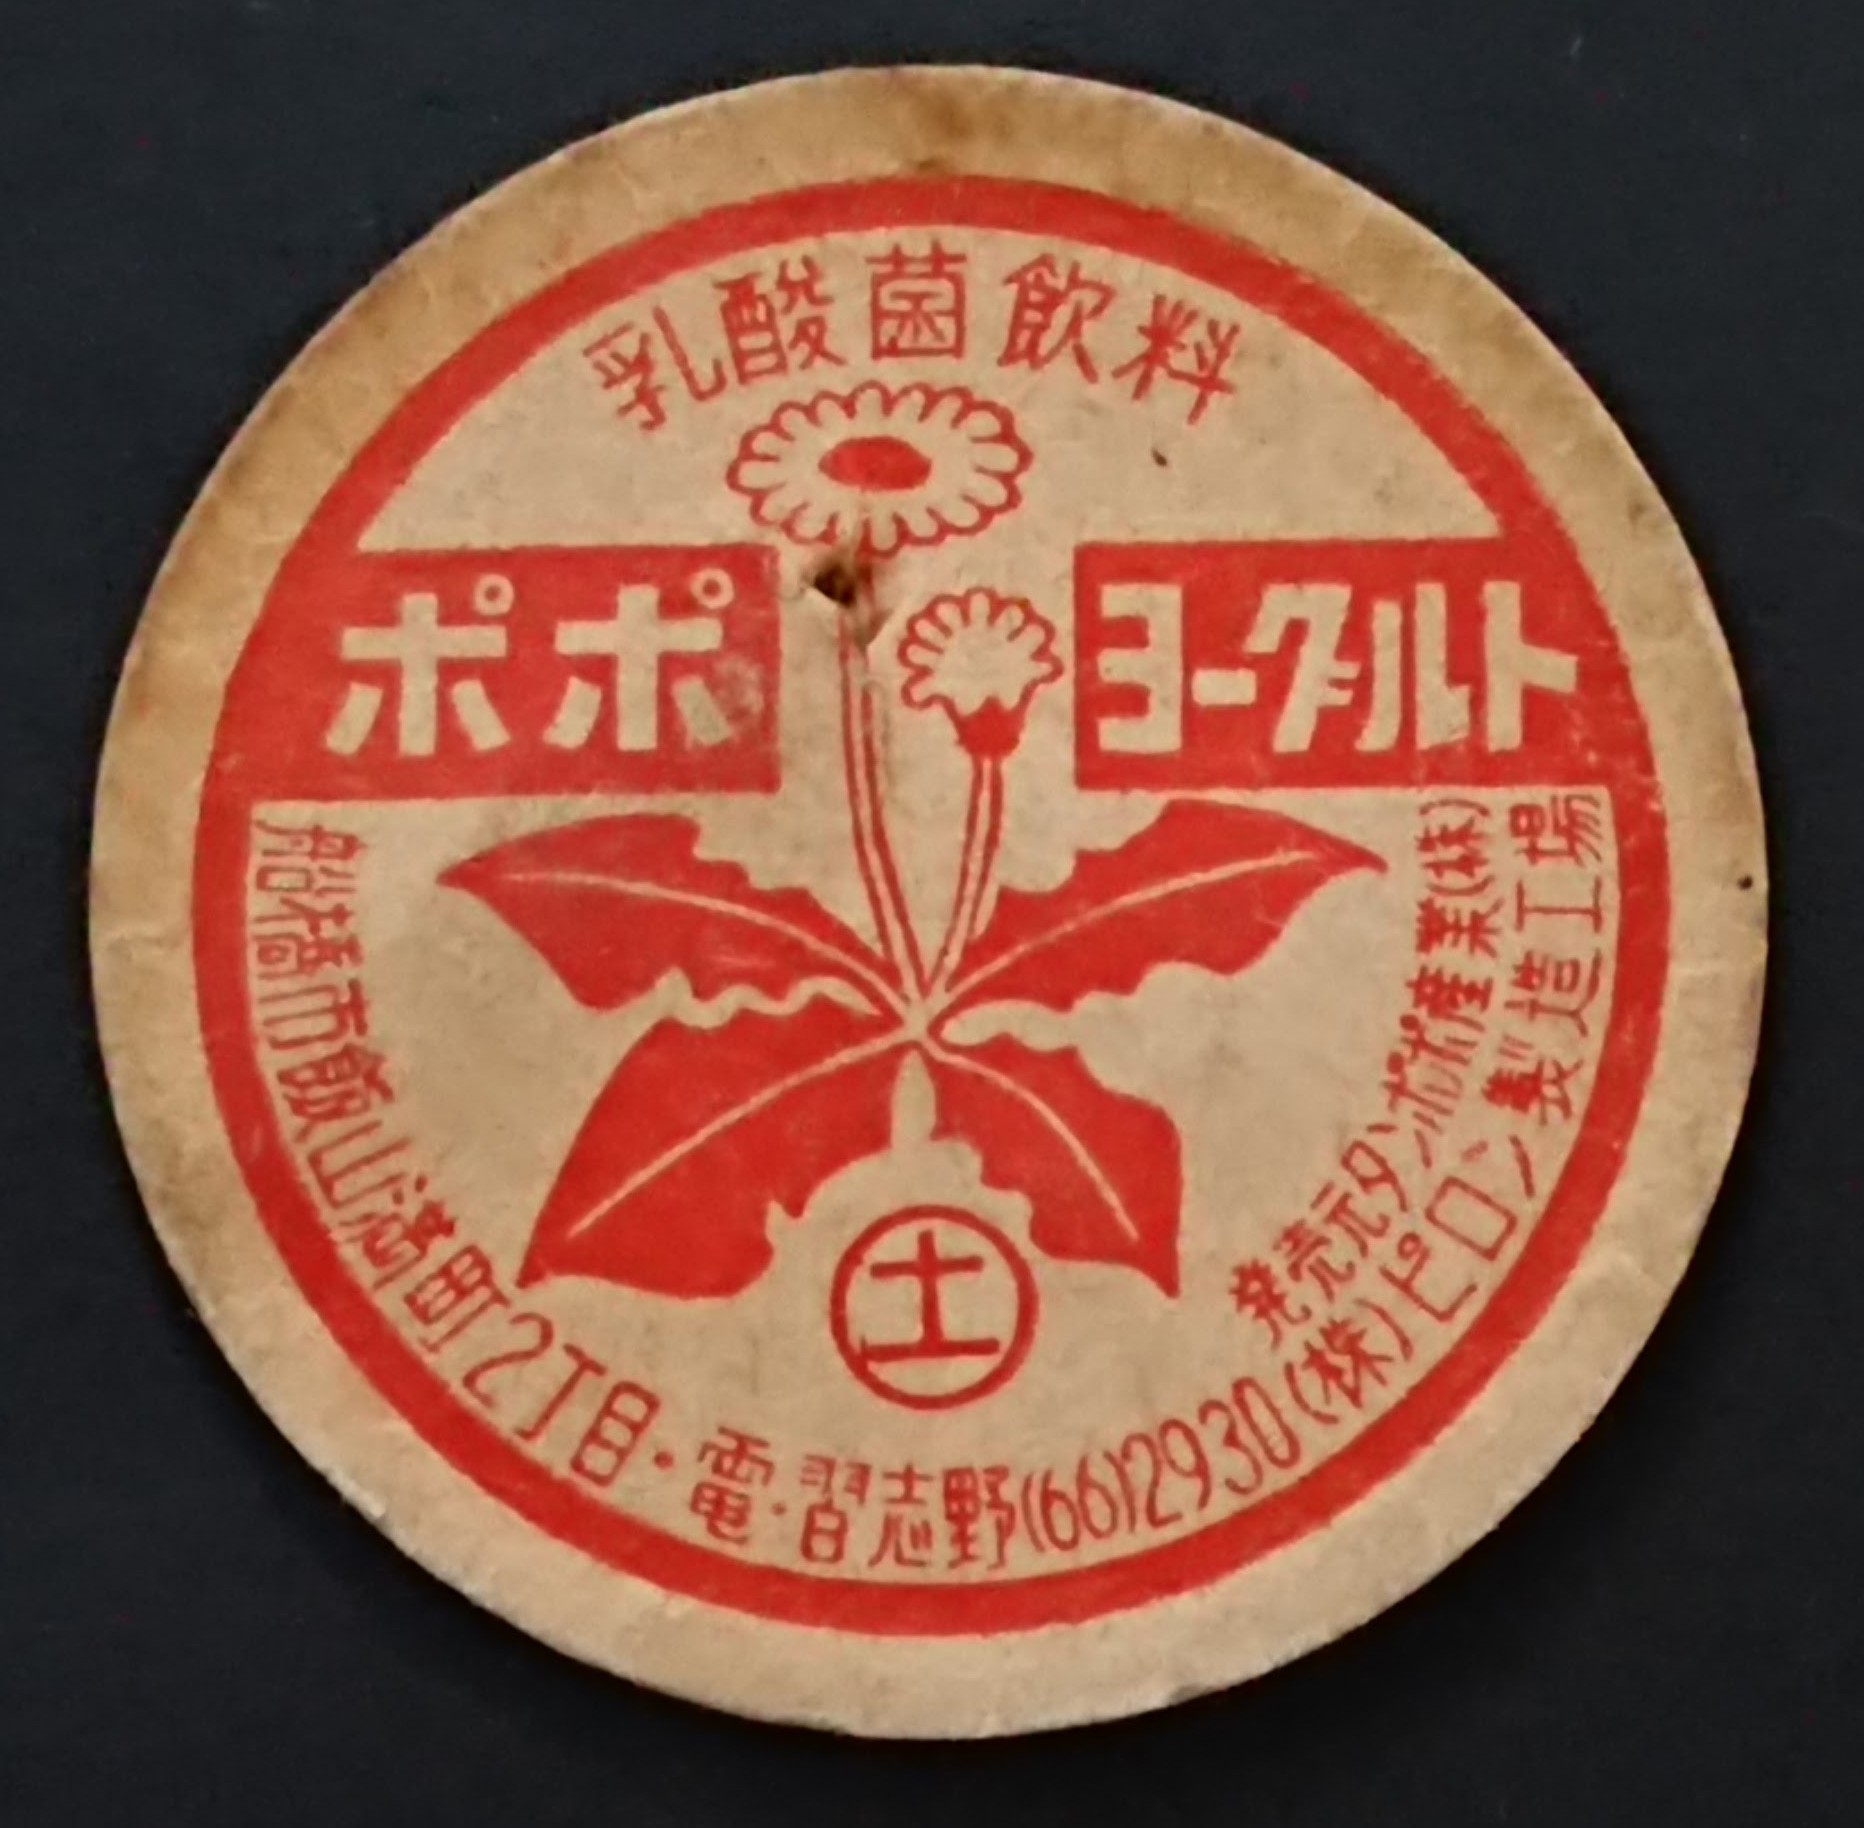 乳酸菌飲料
ポポ ヨーグルト
土
発売元タンポポ産業(株)
船橋市飯山満町2丁目・電・習志野(66)2930(株)ピロン製造工場